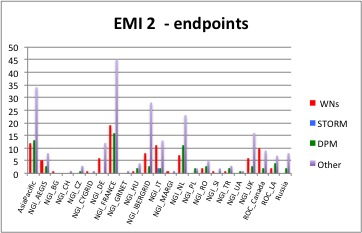 EMI 2 - endpoints
50
45
40
35
30
25
20
15
10
5
0
AsiaPacific
NGI_AEGIS
NGI_BG
NGI_CH
NGI_CZ
NGI_CYGRID
NGI_DE
NGI_FRANCE
NGI_GRNET
NGI_HU
NGI_IBERGRID
NGI_IT
NGI_MARGI
NGI_NL
NGI_PL
NGI_RO
NGI_SI
NGI_TR
NGI_UA
NGI_UK
ROC_Canada
ROC_LA
Russia
WNs
STORM
DPM
Other